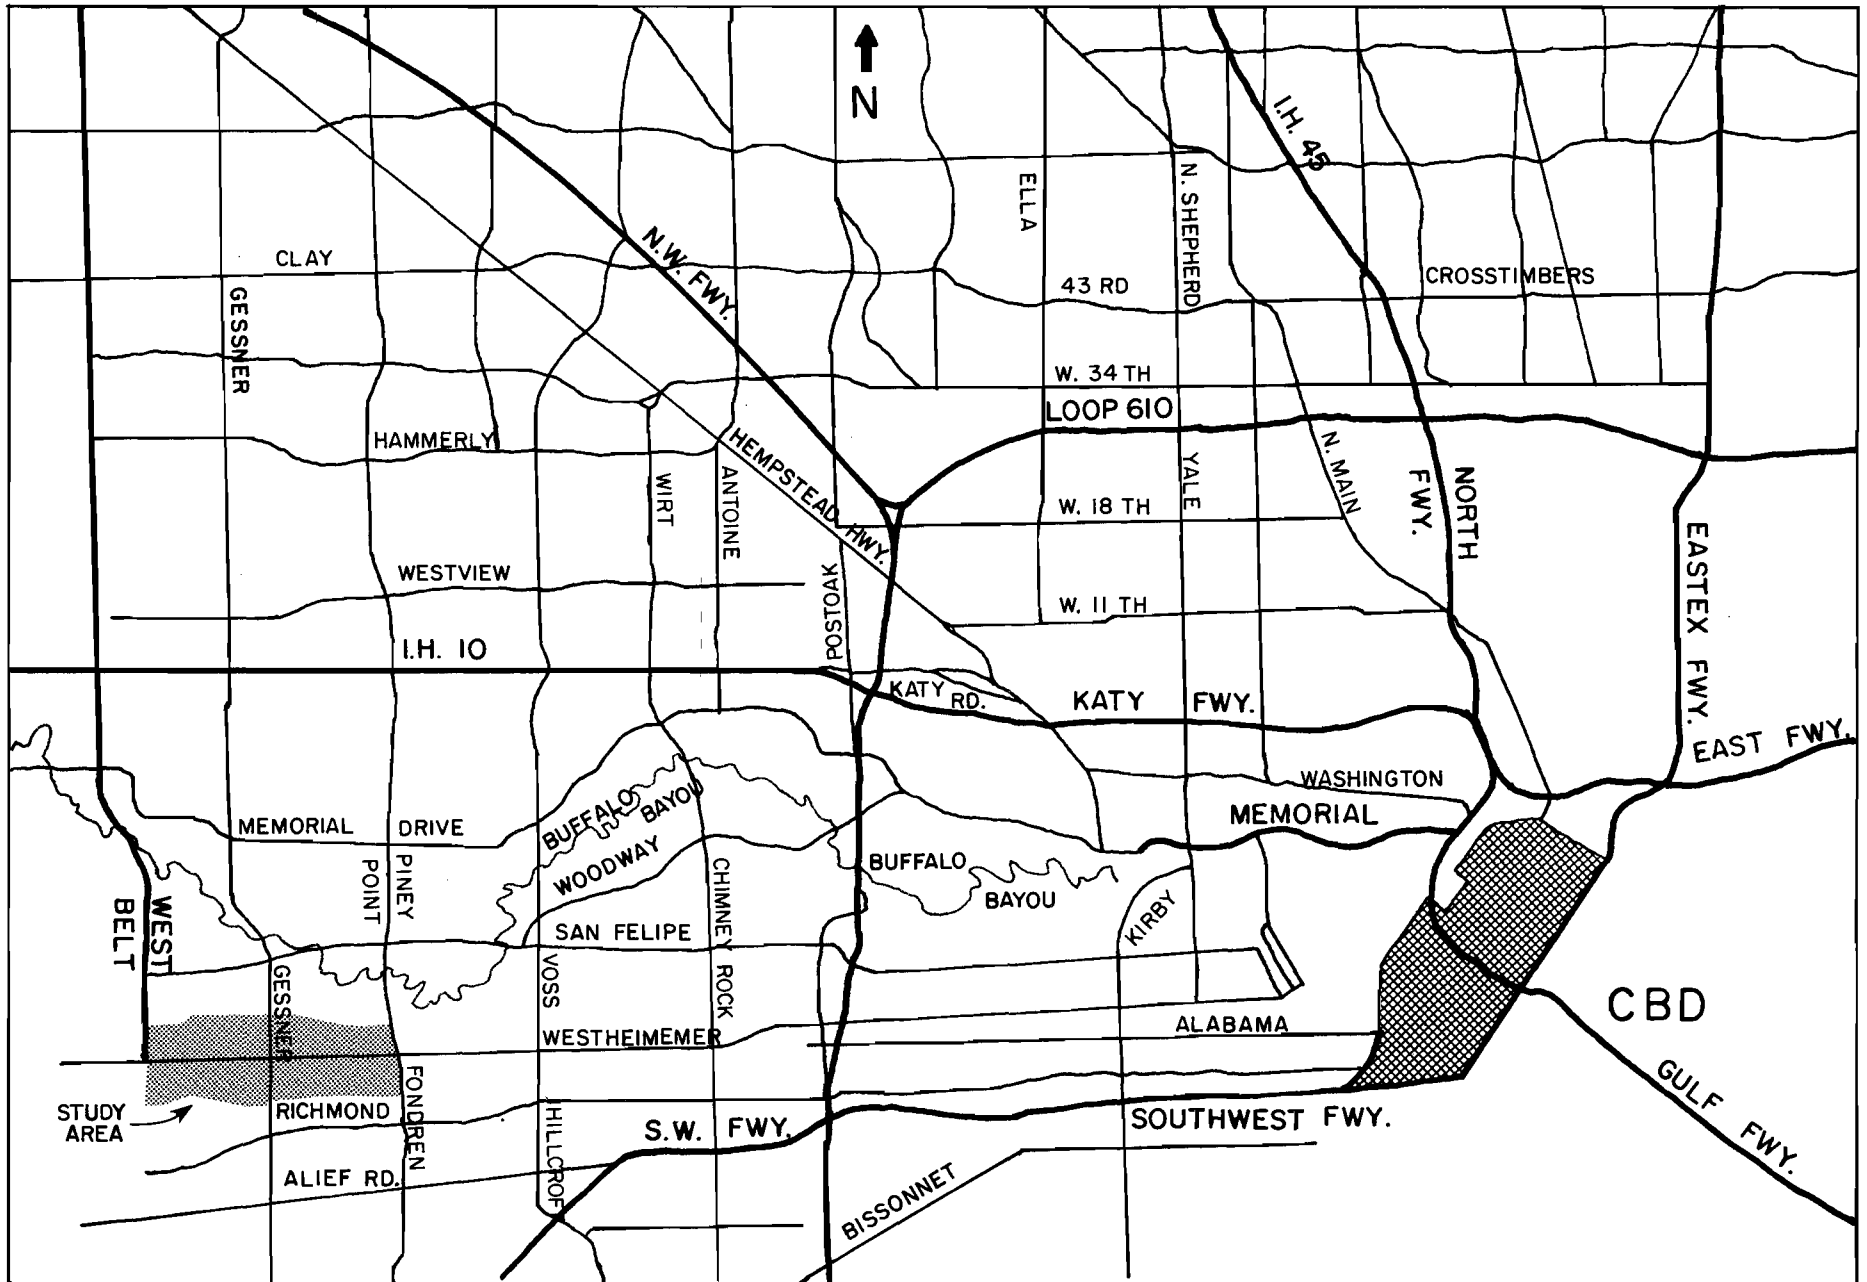 N
I.H. 45
ELLA
N. SHEPHERD
N.W. FWY.
CLAY
43 RD
CROSSTIMBERS
GESSNER
W. 34 TH
LOOP 610
HAMMERLY
HEMPSTEAD HWY.
WIRT
ANTOINE
YALE
N. MAIN
NORTH
FWY.
W. 18 TH
EASTEX FWY.
WESTVIEW
POSTOAK
W. 11 TH
I.H. 10
KATY
RD.
KATY FWY.
EAST FWY.
WASHINGTON
MEMORIAL
MEMORIAL DRIVE
BUFFALO
BAYOU
WOODWAY
PINEY
POINT
CHIMNEY ROCK
BUFFALO
BAYOU
KIRBY
WEST
BELT
SAN FELIPE
GESSNER
VOSS
WESTHEIMEMER
ALABAMA
CBD
STUDY
AREA
RICHMOND
FONDREN
HILLCROF
S.W. FWY.
SOUTHWEST FWY.
GULF FWY.
ALIEF RD.
BISSONNET